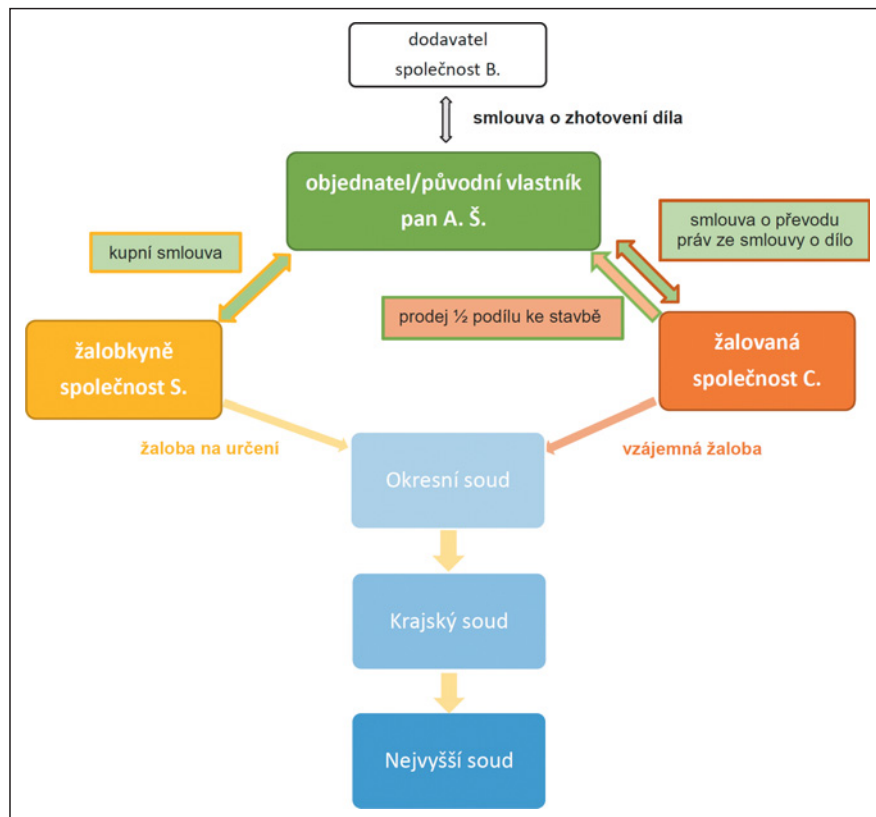 dodavatel
společnost B.
smlouva o zhotovení díla
objednatel/původní vlastník
pan A. Š.
kupní smlouva
smlouva o převodu
práv ze smlouvy o dílo
prodej ½ podílu ke stavbě
žalobkyně
společnost S.
žalovaná
společnost C.
žaloba na určení
vzájemná žaloba
Okresní soud
Krajský soud
Nejvyšší soud